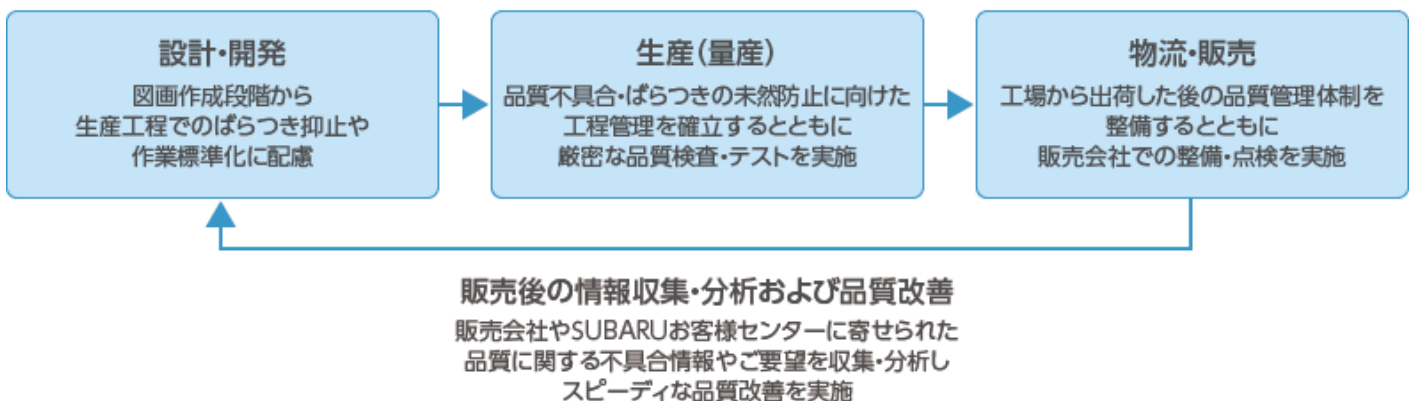 設計・開発
図画作成段階から
生産工程でのばらつき抑止や
作業標準化に配慮
生産(量産)
品質不具合・ばらつきの未然防止に向けた
工程管理を確立するとともに
厳密な品質検査・テストを実施
物流・販売
工場から出荷した後の品質管理体制を
整備するとともに
販売会社での整備・点検を実施
販売後の情報収集・分析および品質改善
販売会社やSUBARUお客様センターに寄せられた
品質に関する不具合情報やご要望を収集・分析し
スピーディな品質改善を実施